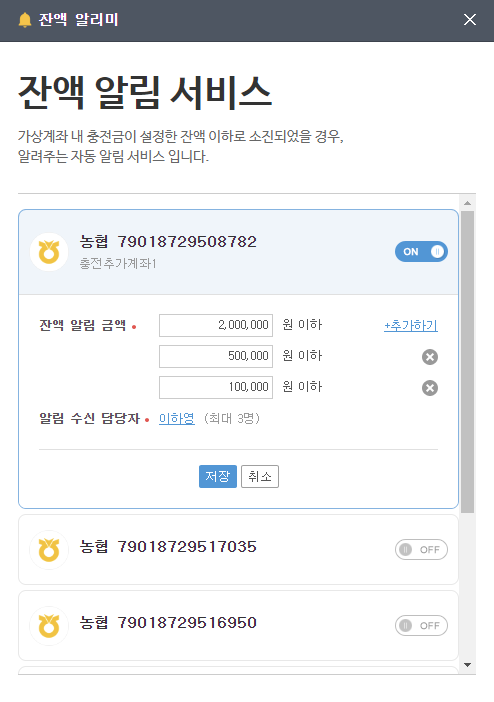 잔액 알리미
잔액 알림 서비스
가상계좌 내 충전금이 설정한 잔액 이하로 소진되었을 경우,
알려주는 자동 알림 서비스 입니다.
농협 79018729508782
ON
충전추가계좌1
잔액 알림 금액 • 2,000,000 원 이하 +추가하기
500,000 원 이하
100,000 원 이하
알림 수신 담당자 • 이하영 (최대 3명)
저장 취소
농협 79018729517035 OFF
농협 79018729516950 OFF